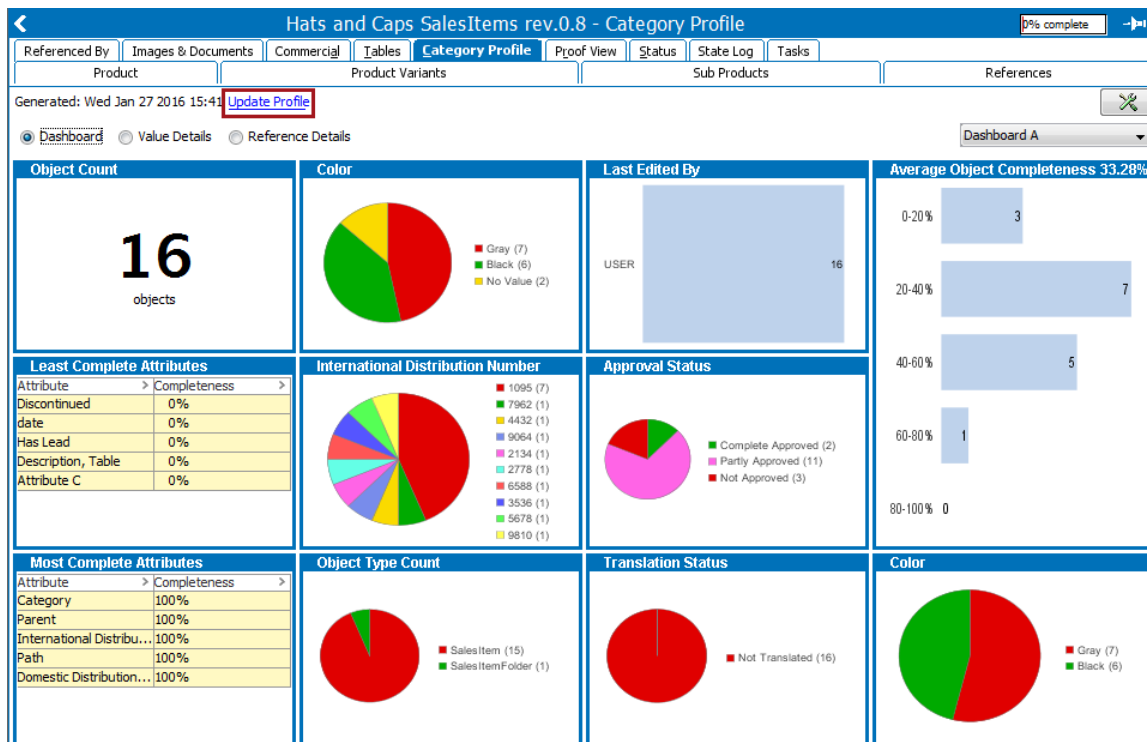 Hats and Caps SalesItems rev.0.8 - Category Profile
0% complete
Referenced By Images & Documents Commercial Tables Category Profile Proof View Status State Log Tasks
Product Product Variants Sub Products References
Generated: Wed Jan 27 2016 15:41 Update Profile
Dashboard Value Details Reference Details
Dashboard A
Object Count
16
objects
Color
Gray (7)
Black (6)
No Value (2)
Last Edited By
USER 16
Average Object Completeness 33.28%
0-20% 3
20-40% 7
40-60% 5
60-80% 1
80-100% 0
Least Complete Attributes
Attribute > Completeness >
Discontinued 0%
date 0%
Has Lead 0%
Description, Table 0%
Attribute C 0%
International Distribution Number
1095 (7)
7962 (1)
4432 (1)
9064 (1)
2134 (1)
2778 (1)
6588 (1)
3536 (1)
5678 (1)
9810 (1)
Approval Status
Complete Approved (2)
Partly Approved (11)
Not Approved (3)
Most Complete Attributes
Attribute > Completeness >
Category 100%
Parent 100%
International Distribu... 100%
Path 100%
Domestic Distribution... 100%
Object Type Count
SalesItem (15)
SalesItemFolder (1)
Translation Status
Not Translated (16)
Color
Gray (7)
Black (6)